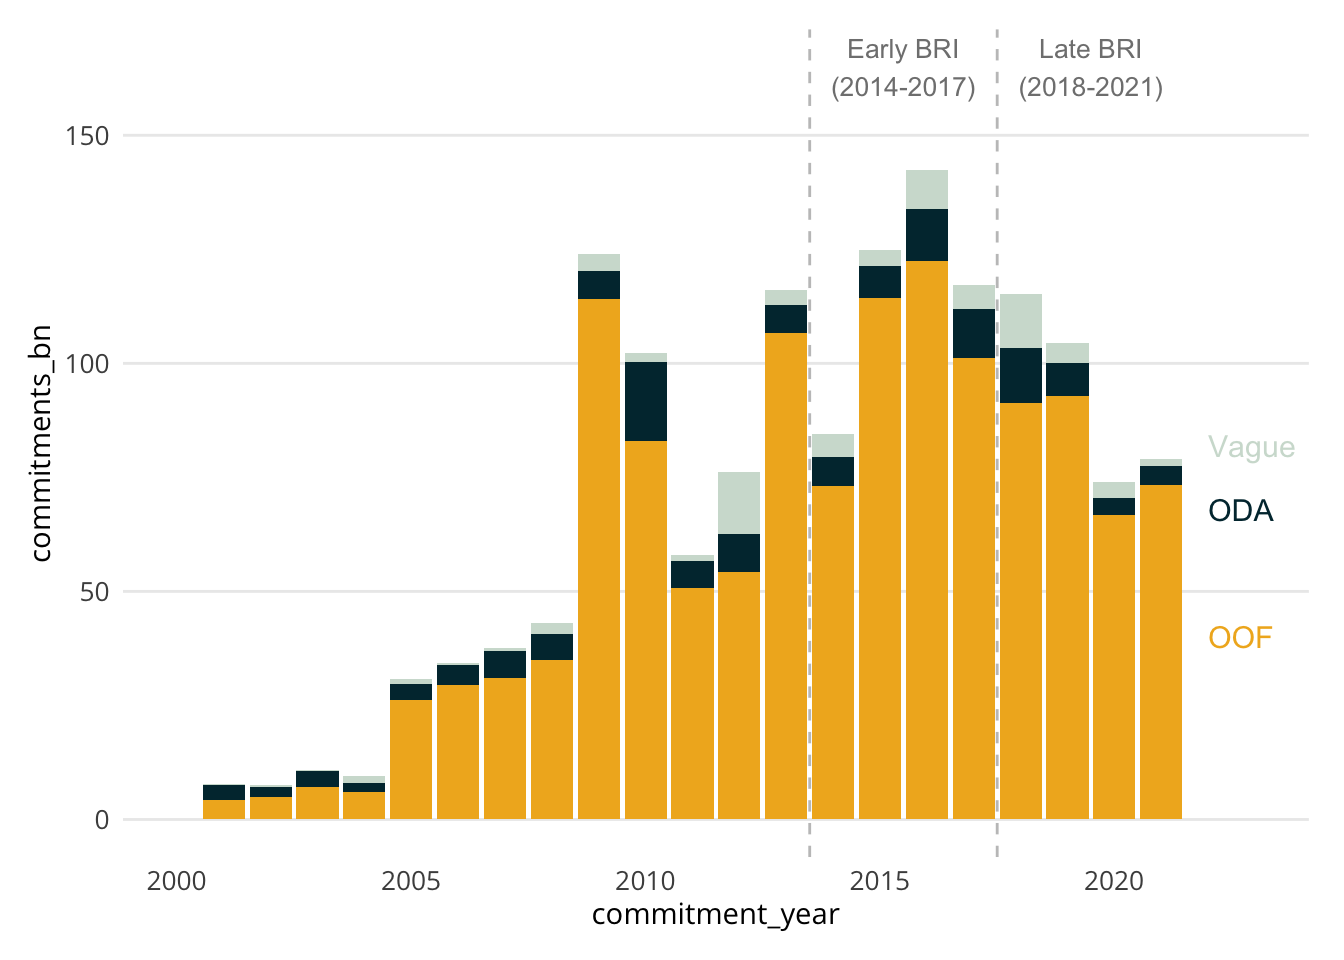 Early BRI
(2014-2017)
Late BRI
(2018-2021)
150
100
50
0
commitments_bn
Vague
ODA
OOF
2000
2005
2010
2015
2020
commitment_year